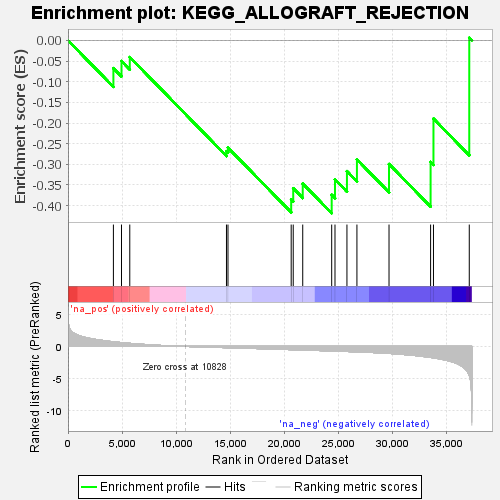 Enrichment plot: KEGG_ALLOGRAFT_REJECTION
Enrichment score (ES)
0.00
-0.05
-0.10
-0.15
-0.20
-0.25
-0.30
-0.35
-0.40
Ranked list metric (PreRanked)
'na_pos' (positively correlated)
5
0
-5
-10
Zero cross at 10828
'na_neg' (negatively correlated)
0 5,000 10,000 15,000 20,000 25,000 30,000 35,000
Rank in Ordered Dataset
Enrichment profile Hits Ranking metric scores